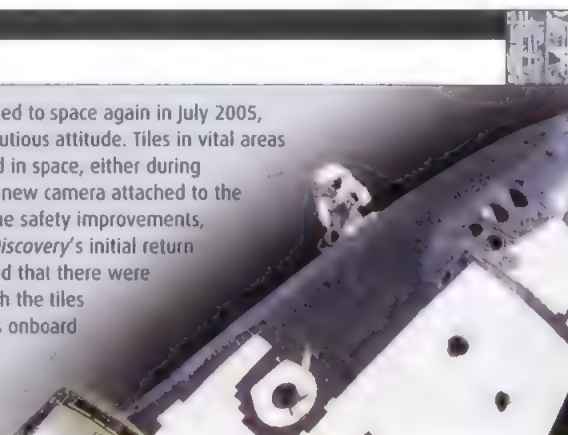 ed to space again in July 2005,
utious attitude. Tiles in vital areas
d in space, either during
new camera attached to the
e safety improvements,
iscovery's initial return
d that there were
h the tiles
s onboard